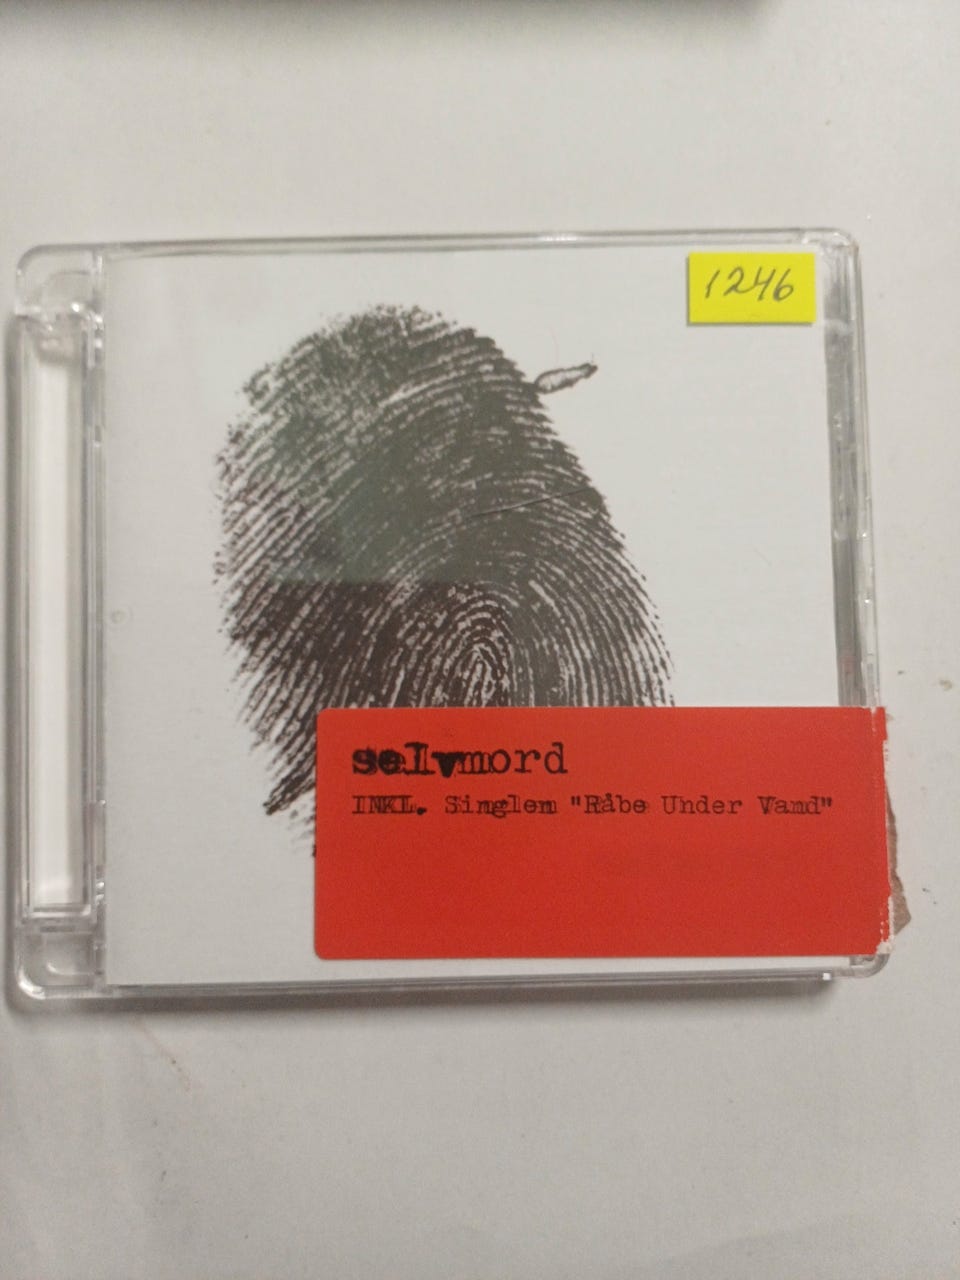 1246
selvmord
INKL. Singlen "Råbe Under Vand"